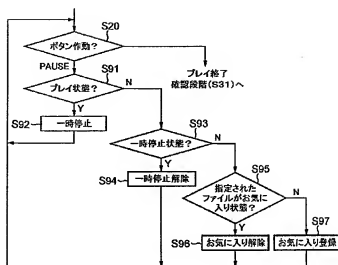 S20
ボタン作動?
PAUSE
S91
プレイ終了
確認段階(S31)へ
プレイ状態?
N
Y
S92
一時停止
S93
一時停止状態?
N
Y
S94
一時停止解除
S95
指定された
ファイルがお気に
入り状態?
N
Y
S96
お気に入り解除
S97
お気に入り登録